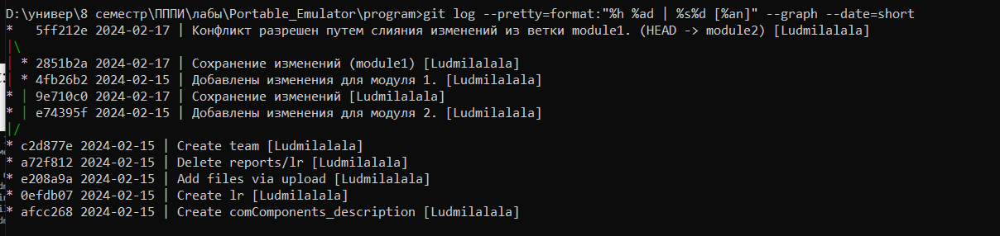 D:\универ\8 семестр\ПППИ\лабы\Portable_Emulator\program>git log --pretty=format:"%h %ad | %s%d [%an]" --graph --date=short
*   5ff212e 2024-02-17 | Конфликт разрешен путем слияния изменений из ветки module1. (HEAD -> module2) [Ludmilalala]
|\
| * 2851b2a 2024-02-17 | Сохранение изменений (module1) [Ludmilalala]
| * 4fb26b2 2024-02-15 | Добавлены изменения для модуля 1. [Ludmilalala]
* | 9e710c0 2024-02-17 | Сохранение изменений [Ludmilalala]
* | e74395f 2024-02-15 | Добавлены изменения для модуля 2. [Ludmilalala]
|/
* c2d877e 2024-02-15 | Create team [Ludmilalala]
* a72f812 2024-02-15 | Delete reports/lr [Ludmilalala]
* e208a9a 2024-02-15 | Add files via upload [Ludmilalala]
* 0efdb07 2024-02-15 | Create lr [Ludmilalala]
* afcc268 2024-02-15 | Create comComponents_description [Ludmilalala]